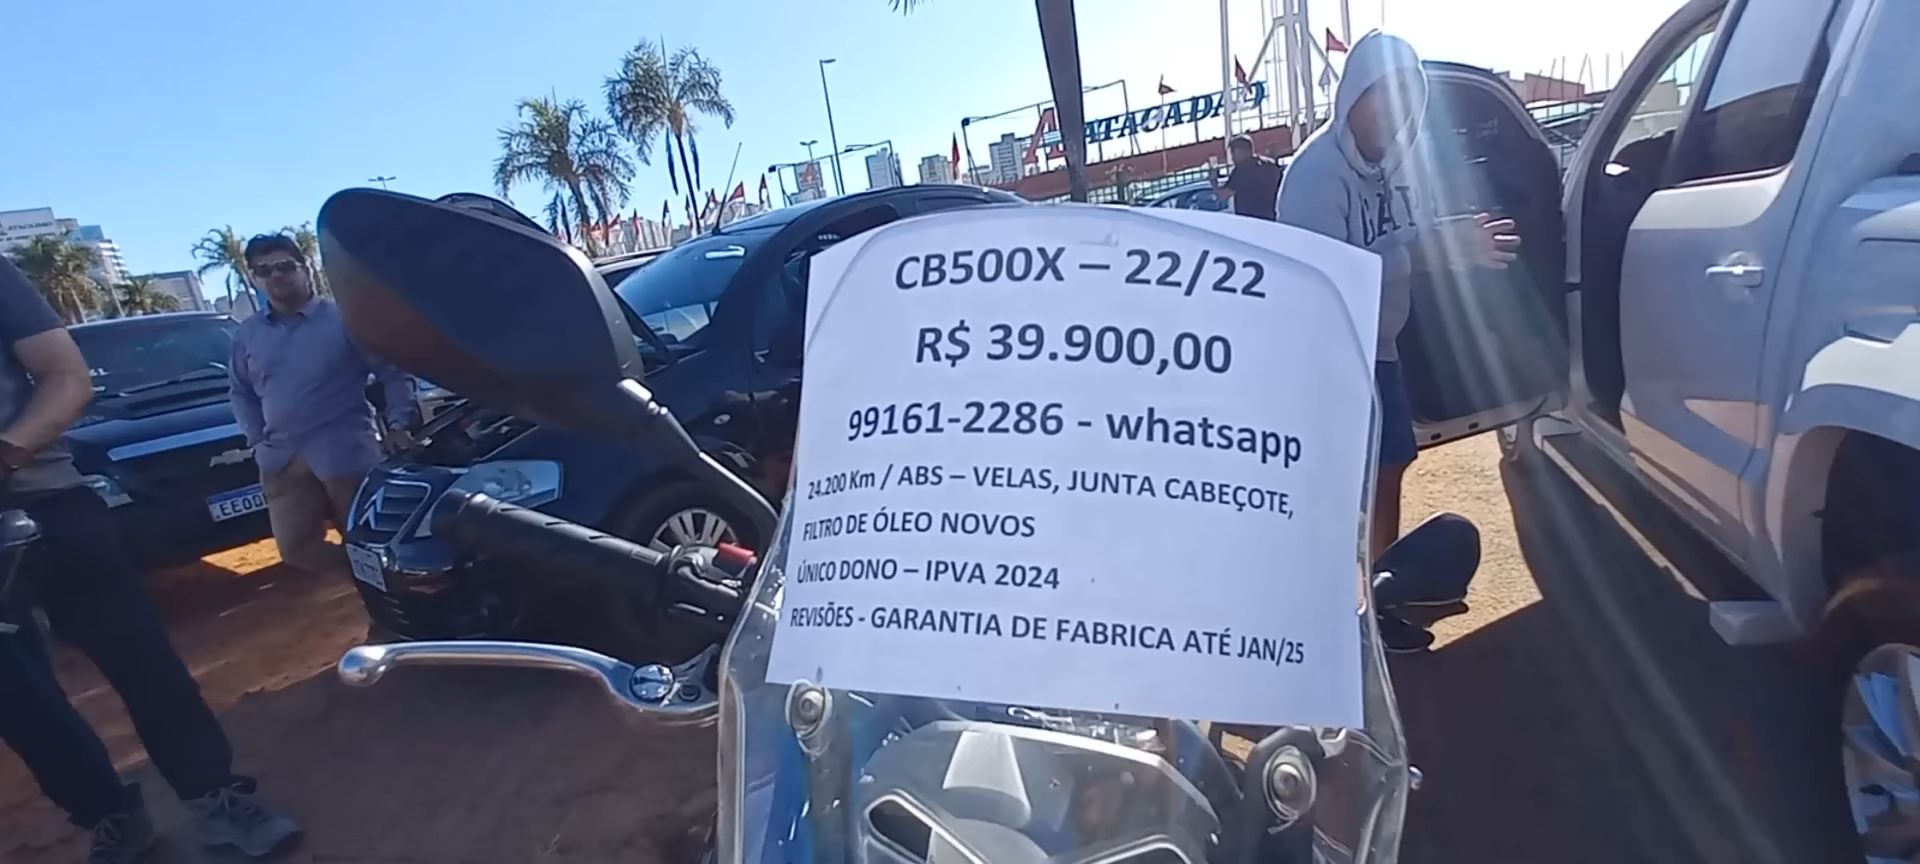 ATACADÃO
CB500X – 22/22
R$ 39.900,00
99161-2286 - whatsapp
24.200 Km / ABS – VELAS, JUNTA CABEÇOTE,
FILTRO DE ÓLEO NOVOS
ÚNICO DONO – IPVA 2024
REVISÕES - GARANTIA DE FABRICA ATÉ JAN/25